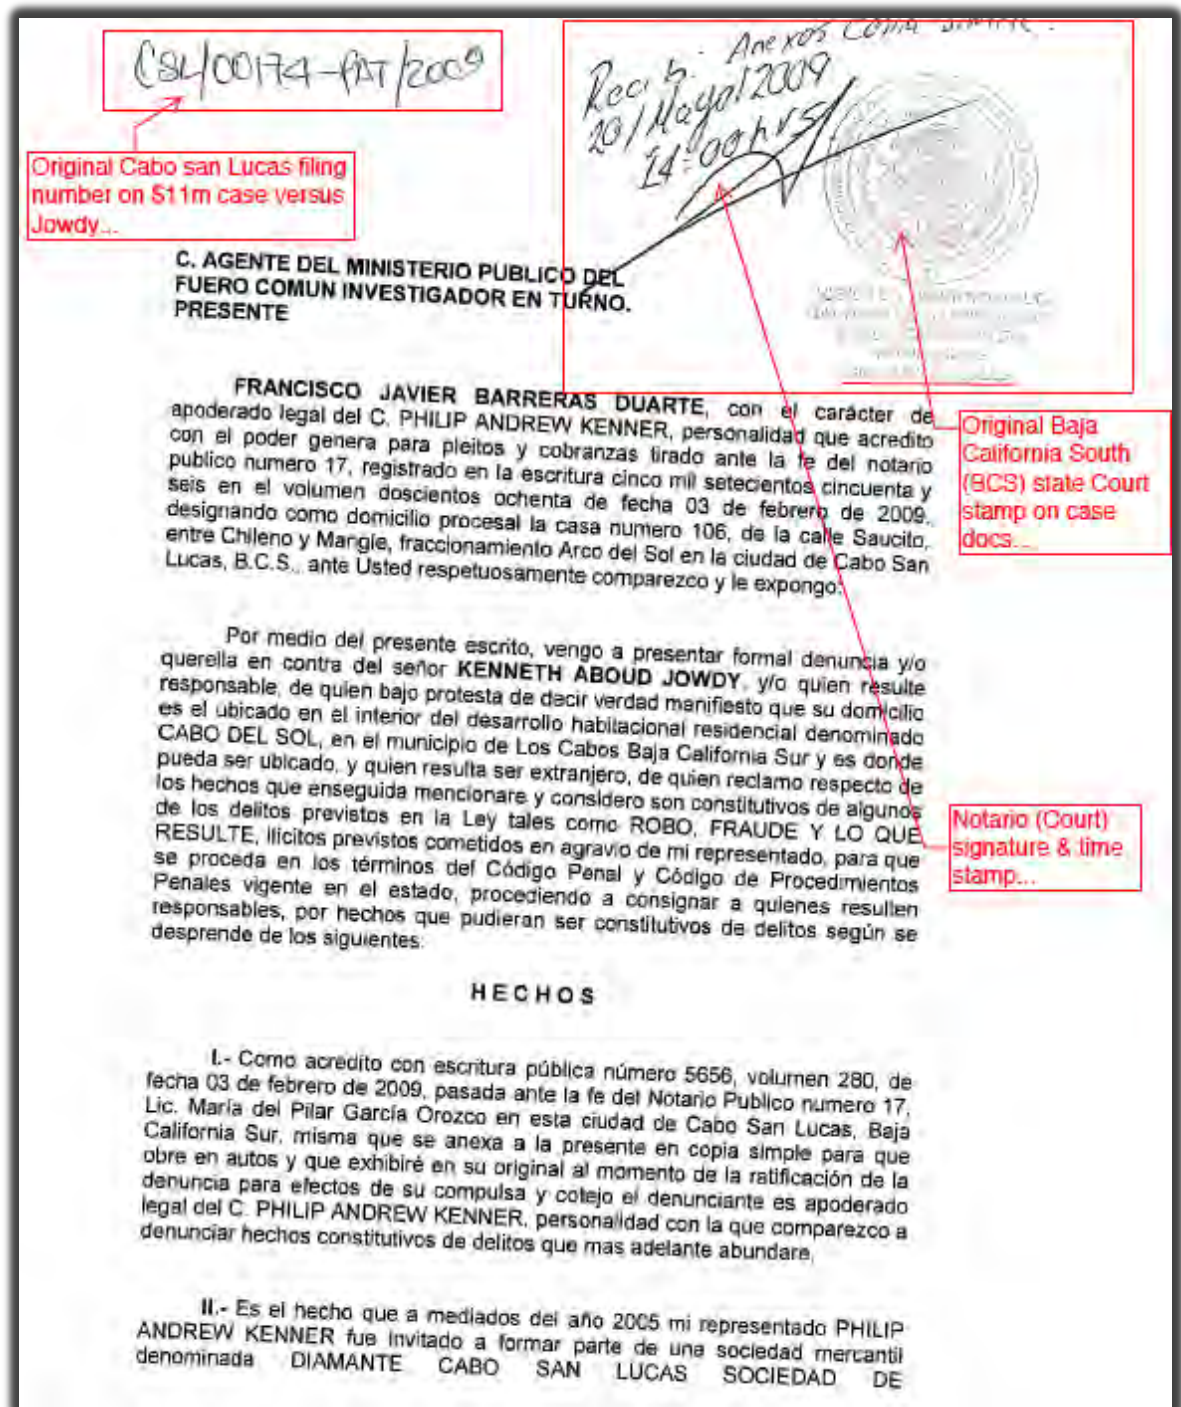 CSL/00174-PAT/2009
Anexos Copia simple.
20/Mayo/2009
14:00 hrs
Original Cabo san Lucas filing
number on $11m case versus
Jowdy...
C. AGENTE DEL MINISTERIO PUBLICO DEL
FUERO COMUN INVESTIGADOR EN TURNO.
PRESENTE
FRANCISCO JAVIER BARRERAS DUARTE, con el carácter de
apoderado legal del C. PHILIP ANDREW KENNER, personalidad que acredito
con el poder genera para pleitos y cobranzas tirado ante la fe del notario
publico numero 17, registrado en la escritura cinco mil setecientos cincuenta y
seis en el volumen doscientos ochenta de fecha 03 de febrero de 2009,
designando como domicilio procesal la casa numero 106, de la calle Saucito,
entre Chileno y Mangle, fraccionamiento Arco del Sol en la ciudad de Cabo San
Lucas, B.C.S., ante Usted respetuosamente comparezco y le expongo:
Original Baja
California South
(BCS) state Court
stamp on case
docs...
Por medio del presente escrito, vengo a presentar formal denuncia y/o
querella en contra del señor KENNETH ABOUD JOWDY, y/o quien resulte
responsable, de quien bajo protesta de decir verdad manifiesto que su domicilio
es el ubicado en el interior del desarrollo habitacional residencial denominado
CABO DEL SOL, en el municipio de Los Cabos Baja California Sur y es donde
pueda ser ubicado, y quien resulta ser extranjero, de quien reclamo respecto de
los hechos que enseguida mencionare y considero son constitutivos de algunos
de los delitos previstos en la Ley tales como ROBO, FRAUDE Y LO QUE
RESULTE, ilícitos previstos cometidos en agravio de mi representado, para que
se proceda en los términos del Código Penal y Código de Procedimientos
Penales vigente en el estado, procediendo a consignar a quienes resulten
responsables, por hechos que pudieran ser constitutivos de delitos según se
desprende de los siguientes:
Notario (Court)
signature & time
stamp...
HECHOS
I.- Como acredito con escritura pública número 5656, volumen 280, de
fecha 03 de febrero de 2009, pasada ante la fe del Notario Publico numero 17,
Lic. María del Pilar García Orozco en esta ciudad de Cabo San Lucas, Baja
California Sur, misma que se anexa a la presente en copia simple para que
obre en autos y que exhibiré en su original al momento de la ratificación de la
denuncia para efectos de su compulsa y cotejo el denunciante es apoderado
legal del C. PHILIP ANDREW KENNER, personalidad con la que comparezco a
denunciar hechos constitutivos de delitos que mas adelante abundare.
II.- Es el hecho que a mediados del año 2005 mi representado PHILIP
ANDREW KENNER fue invitado a formar parte de una sociedad mercantil
denominada DIAMANTE CABO SAN LUCAS SOCIEDAD DE